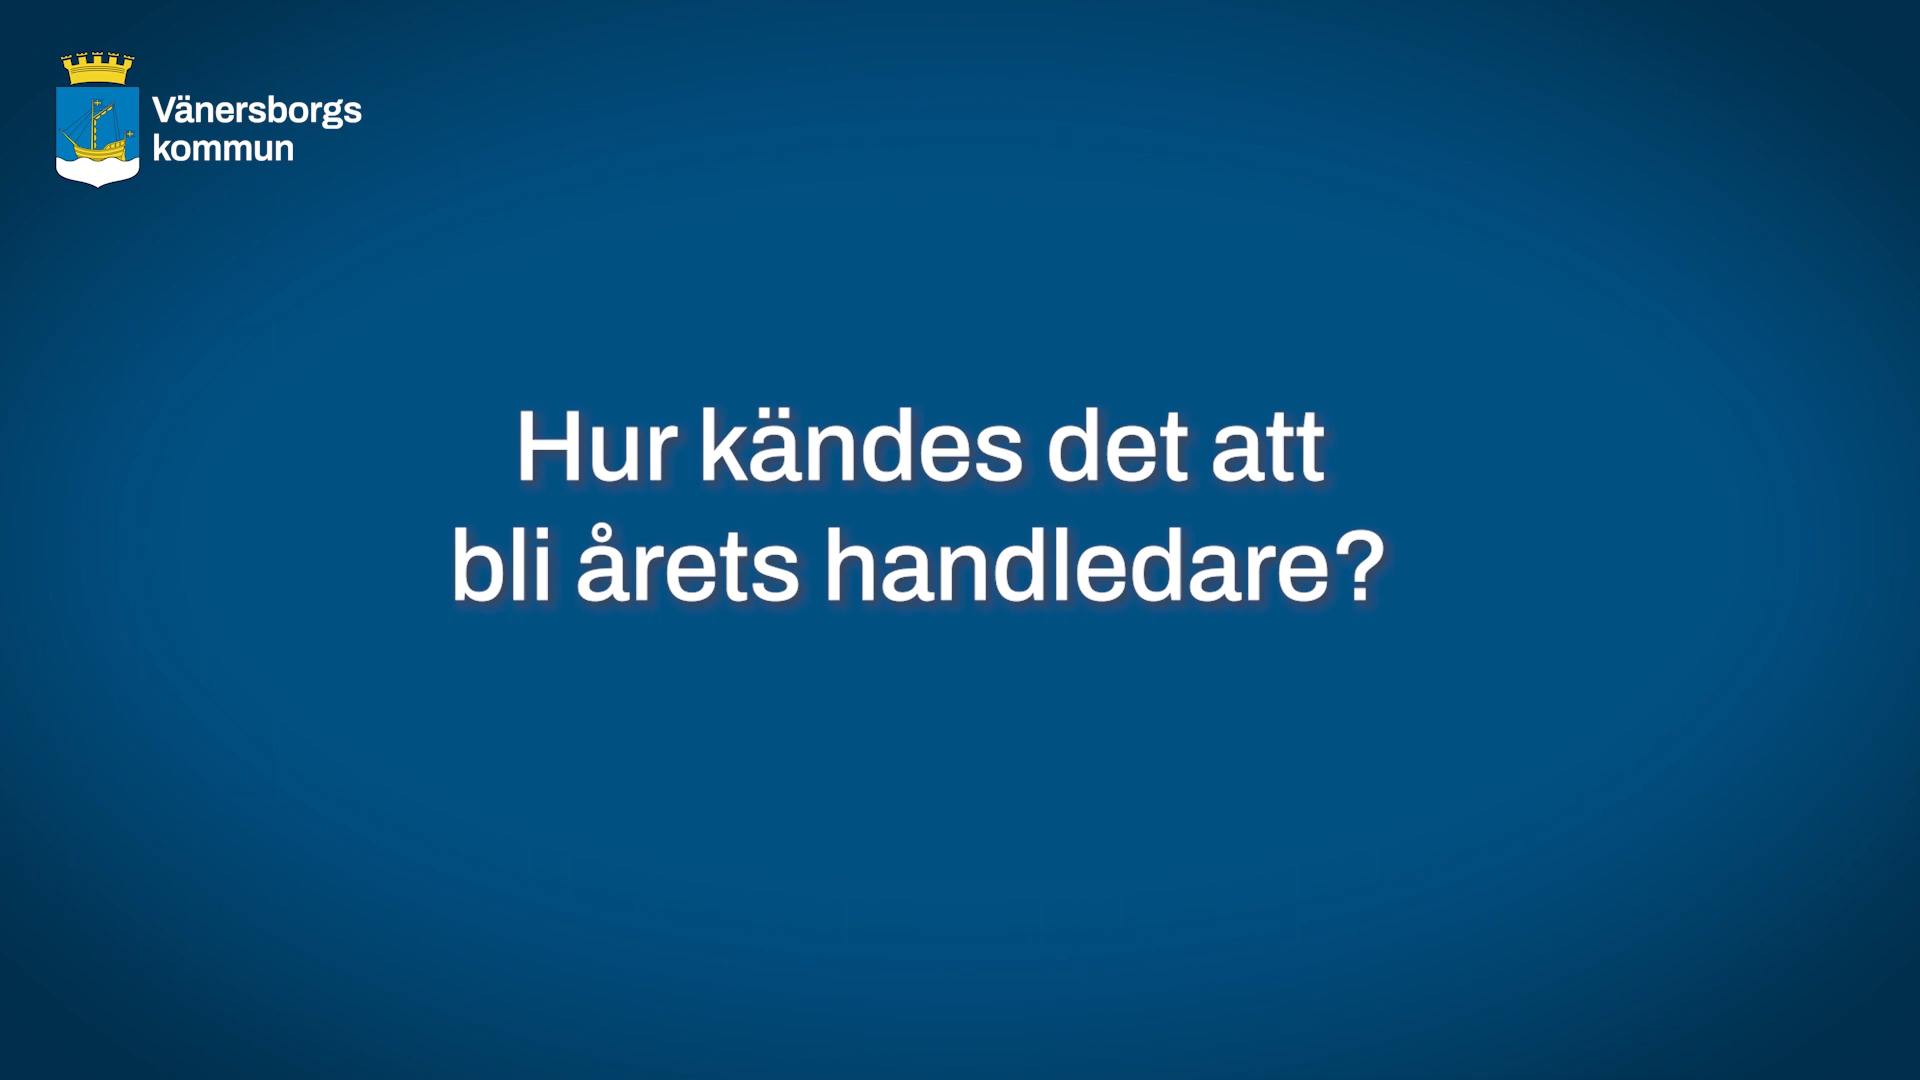 Vänersborgs
kommun
Hur kändes det att
bli årets handledare?